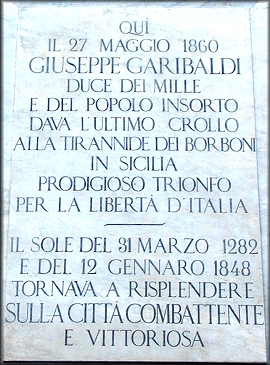 QUÌ
IL 27 MAGGIO 1860
GIUSEPPE GARIBALDI
DUCE DEI MILLE
E DEL POPOLO INSORTO
DAVA L'ULTIMO CROLLO
ALLA TIRANNIDE DEI BORBONI
IN SICILIA
PRODIGIOSO TRIONFO
PER LA LIBERTÀ D'ITALIA
IL SOLE DEL 31 MARZO 1282
E DEL 12 GENNARO 1848
TORNAVA A RISPLENDERE
SULLA CITTÀ COMBATTENTE
E VITTORIOSA